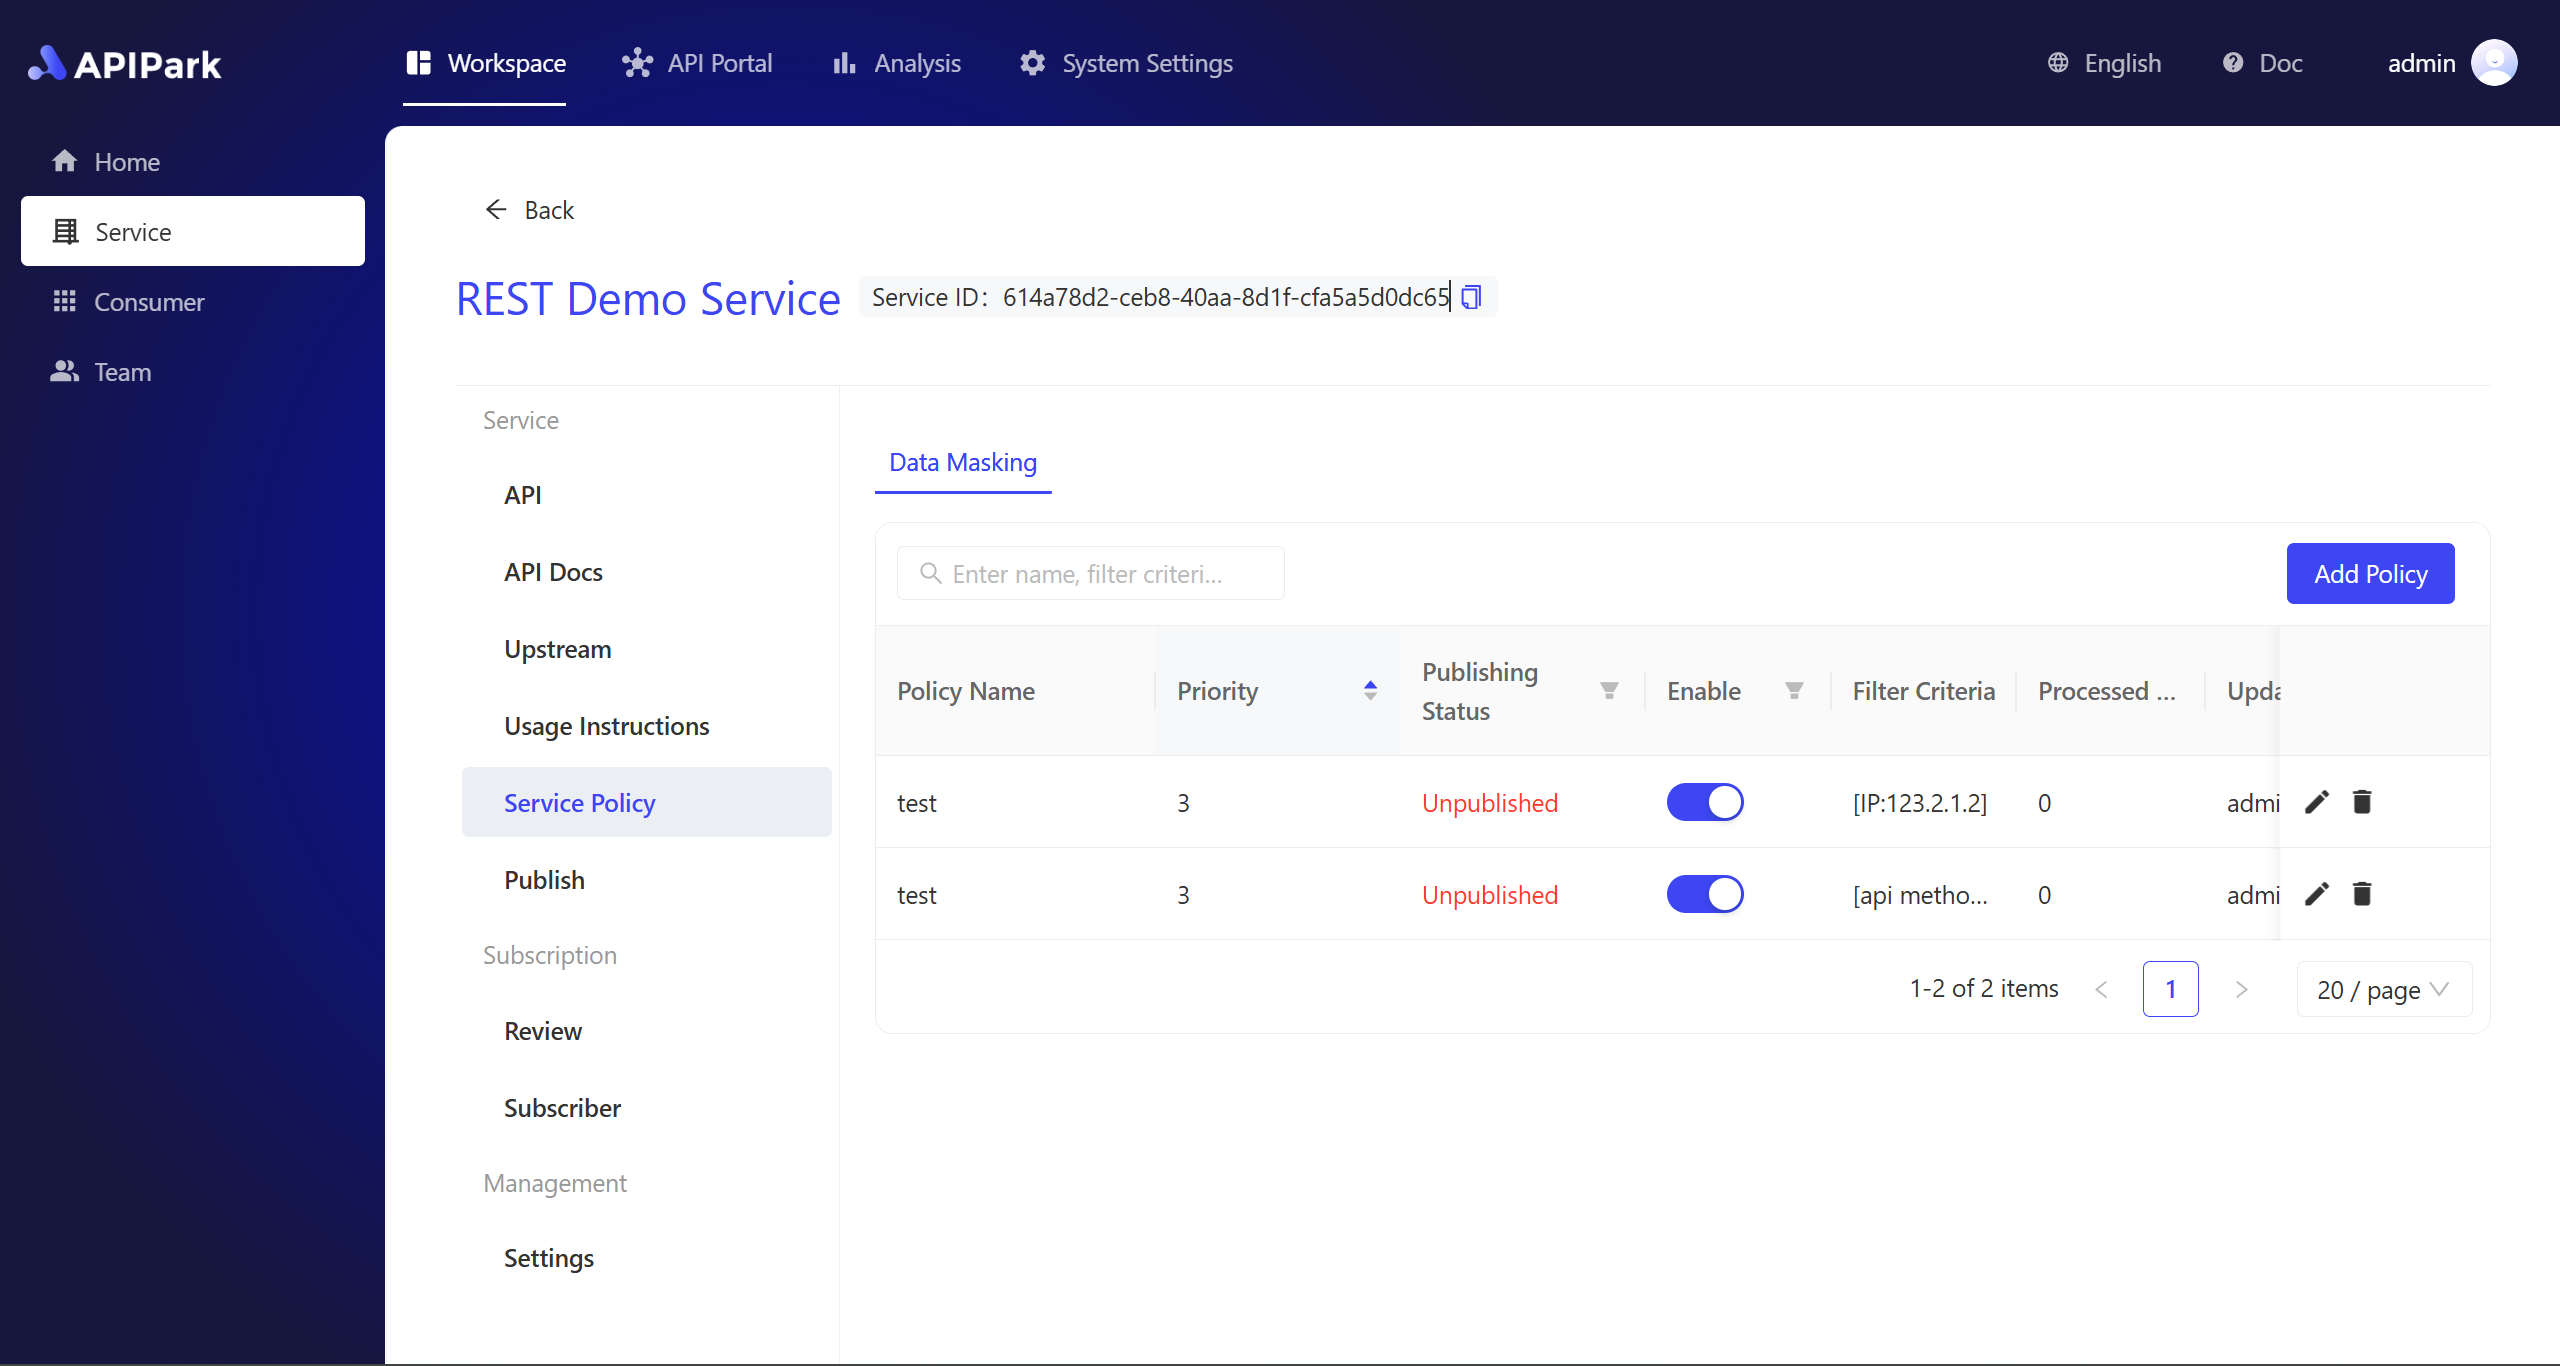 APIPark
Workspace
API Portal
Analysis
System Settings
English
Doc
admin
Home
Service
Consumer
Team
Back
REST Demo Service
Service ID: 614a78d2-ceb8-40aa-8d1f-cfa5a5d0dc65
Service
API
API Docs
Upstream
Usage Instructions
Service Policy
Publish
Subscription
Review
Subscriber
Management
Settings
Data Masking
Enter name, filter criteri...
Add Policy
Policy Name
Priority
Publishing
Status
Enable
Filter Criteria
Processed ...
Upda
test 3 Unpublished [IP:123.2.1.2] 0 admi
test 3 Unpublished [api metho... 0 admi
1-2 of 2 items
1
20 / page